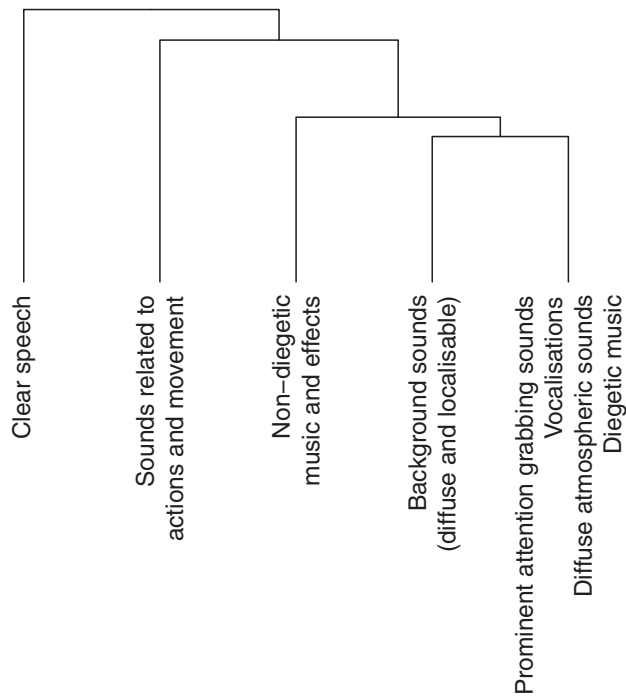 Clear speech
Sounds related to
actions and movement
Non−diegetic
music and effects
Background sounds
(diffuse and localisable)
Prominent attention grabbing sounds
Vocalisations
Diffuse atmospheric sounds
Diegetic music